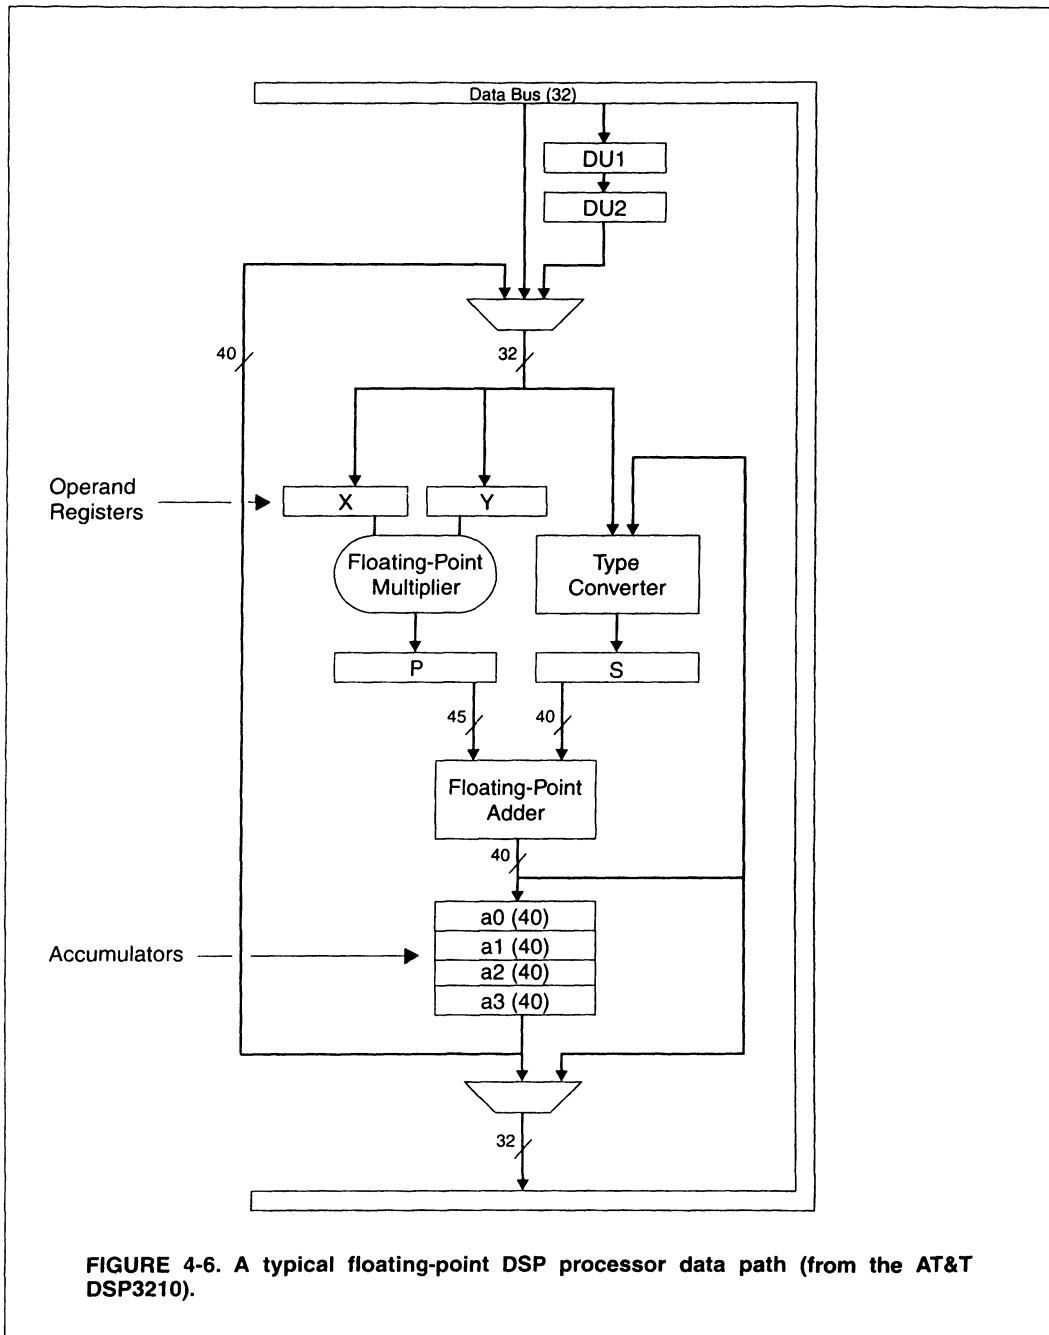 Data Bus (32)
DU1
DU2
40
32
Operand
Registers
X
Y
Floating-Point
Multiplier
Type
Converter
P
S
45
40
Floating-Point
Adder
40
a0 (40)
a1 (40)
Accumulators
a2 (40)
a3 (40)
32
FIGURE 4-6. A typical floating-point DSP processor data path (from the AT&T
DSP3210).